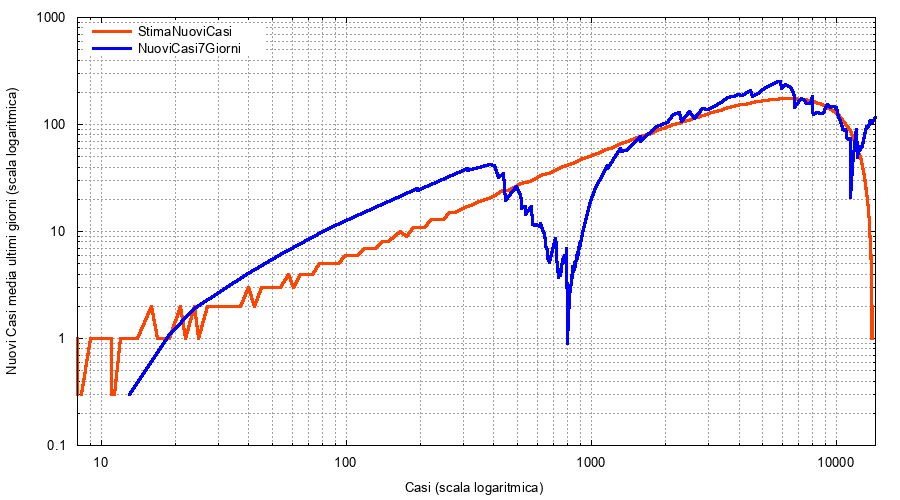 1000
100
10
1
0.1
10
100
1000
10000
Nuovi Casi media ultimi giorni (scala logaritmica)
Casi (scala logaritmica)
StimaNuoviCasi
NuoviCasi7Giorni